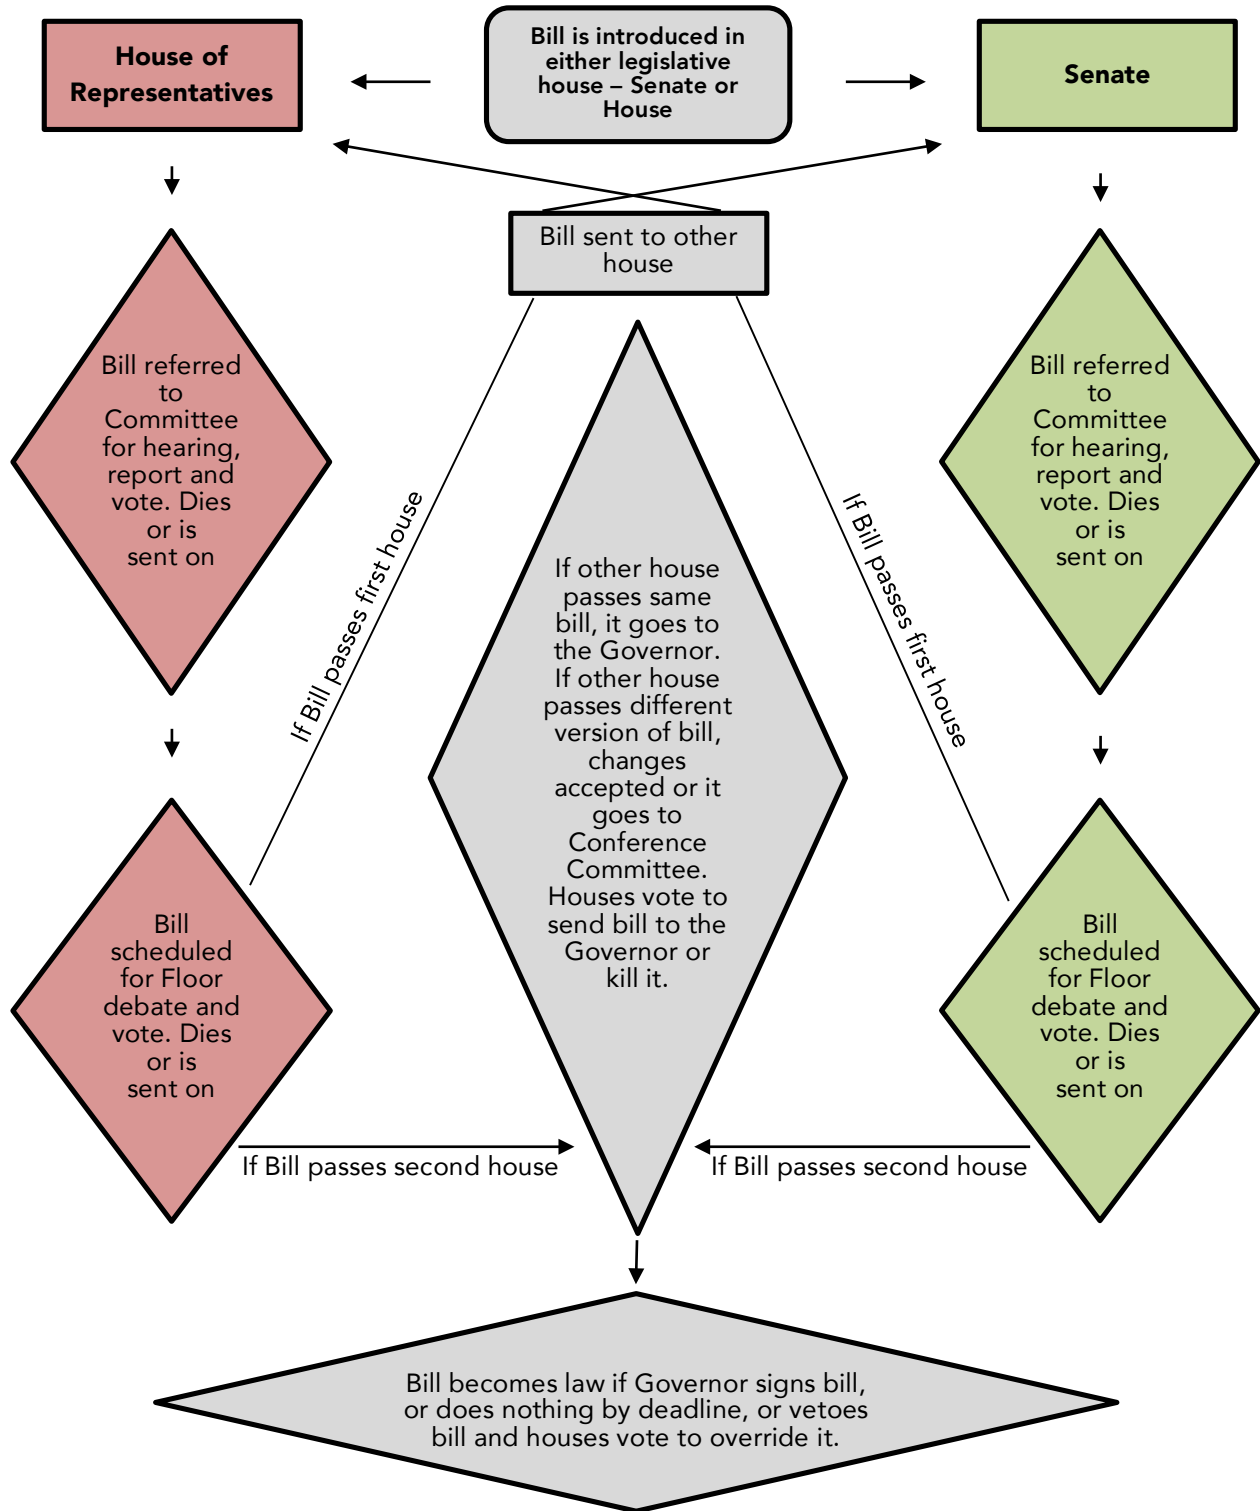 House of
Representatives
Bill is introduced in
either legislative
house – Senate or
House
Senate
Bill sent to other
house
Bill referred
to
Committee
for hearing,
report and
vote. Dies
or is
sent on
If Bill passes first house
If other house
passes same
bill, it goes to
the Governor.
If other house
passes different
version of bill,
changes
accepted or it
goes to
Conference
Committee.
Houses vote to
send bill to the
Governor or
kill it.
If Bill passes first house
Bill referred
to
Committee
for hearing,
report and
vote. Dies
or is
sent on
Bill
scheduled
for Floor
debate and
vote. Dies
or is
sent on
Bill
scheduled
for Floor
debate and
vote. Dies
or is
sent on
If Bill passes second house
If Bill passes second house
Bill becomes law if Governor signs bill,
or does nothing by deadline, or vetoes
bill and houses vote to override it.